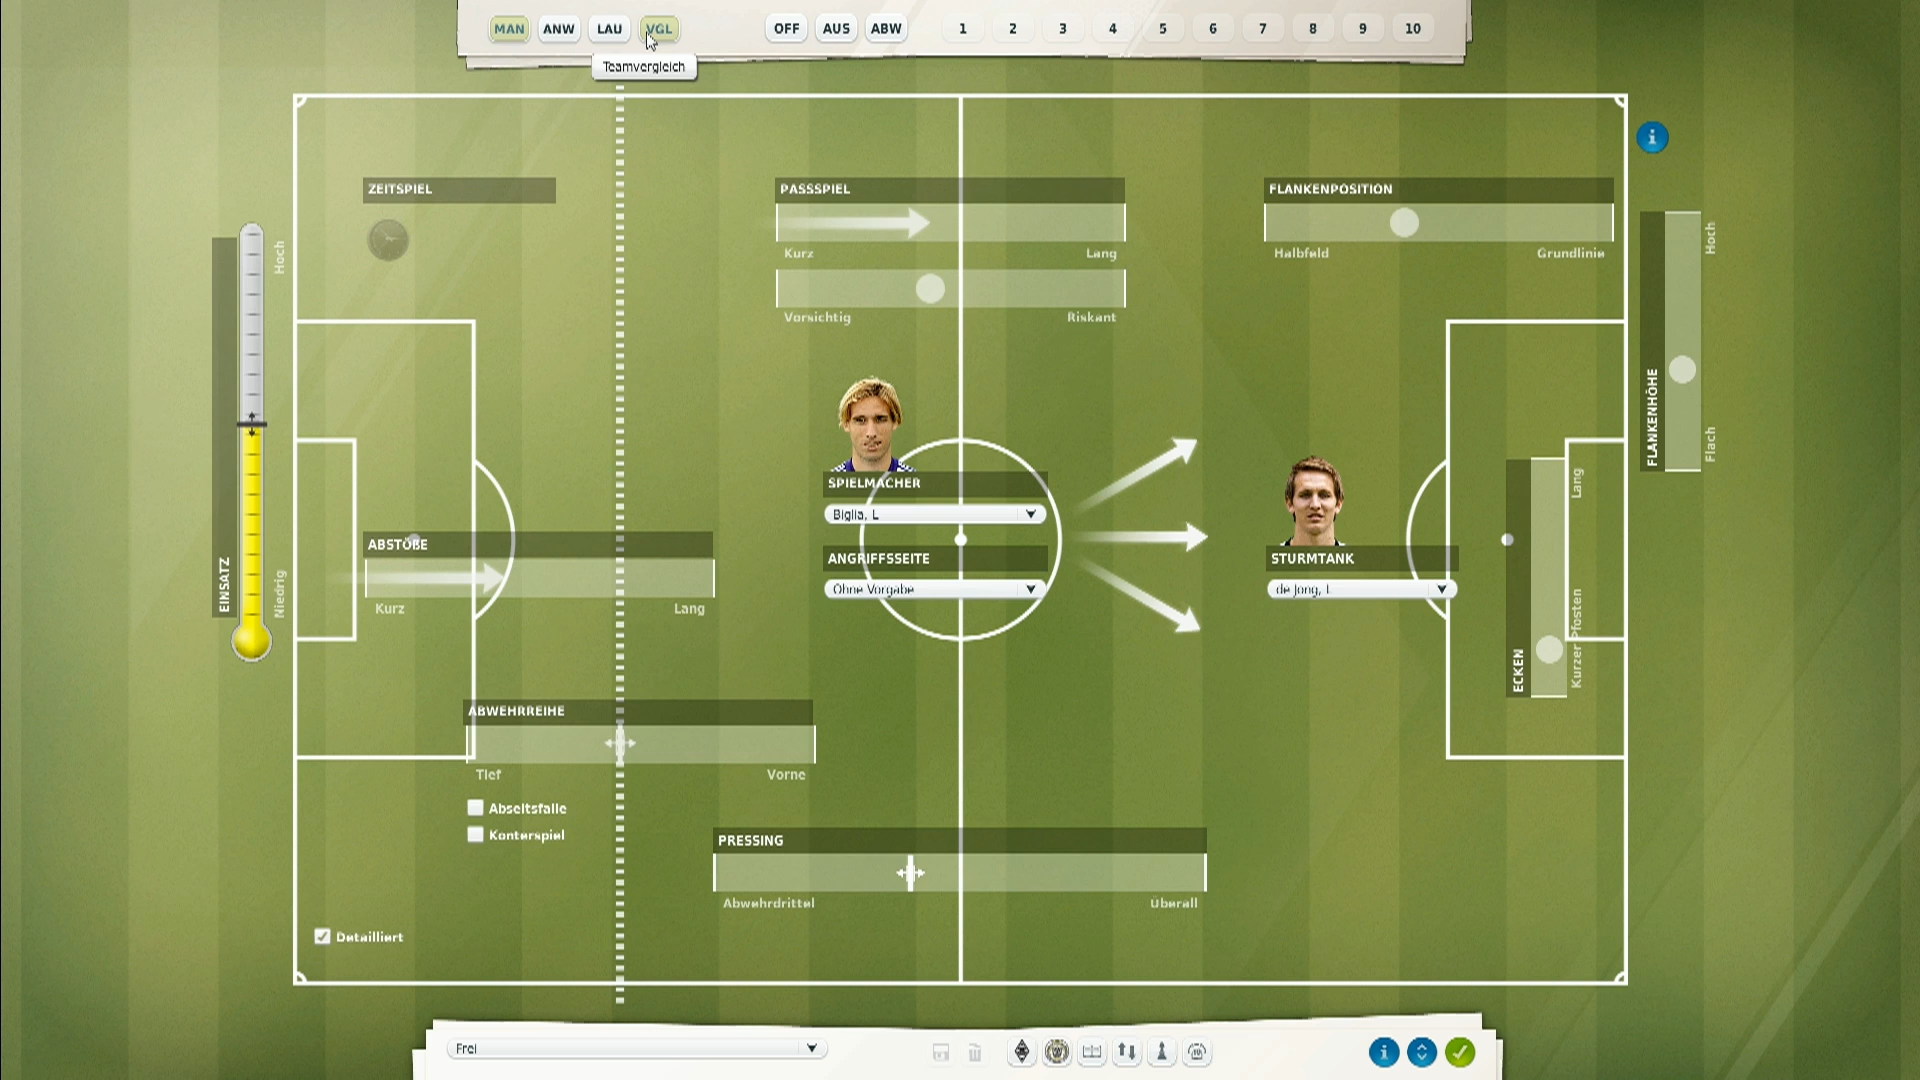 MAN ANW LAU VGL OFF AUS ABW 1 2 3 4 5 6 7 8 9 10
Teamvergleich
ZEITSPIEL
PASSSPIEL
Kurz Lang
Vorsichtig Riskant
FLANKENPOSITION
Halbfeld Grundlinie
FLANKENHÖHE
Hoch
Flach
EINSATZ
Hoch
Niedrig
SPIELMACHER
Biglia, L
ANGRIFFSSEITE
Ohne Vorgabe
STURMTANK
de Jong, L
ABSTÖßE
Kurz Lang
ECKEN
Lang
Kurzer Pfosten
ABWEHRREIHE
Tief Vorne
Abseitsfalle
Konterspiel
PRESSING
Abwehrdrittel Überall
Detailliert
Frei